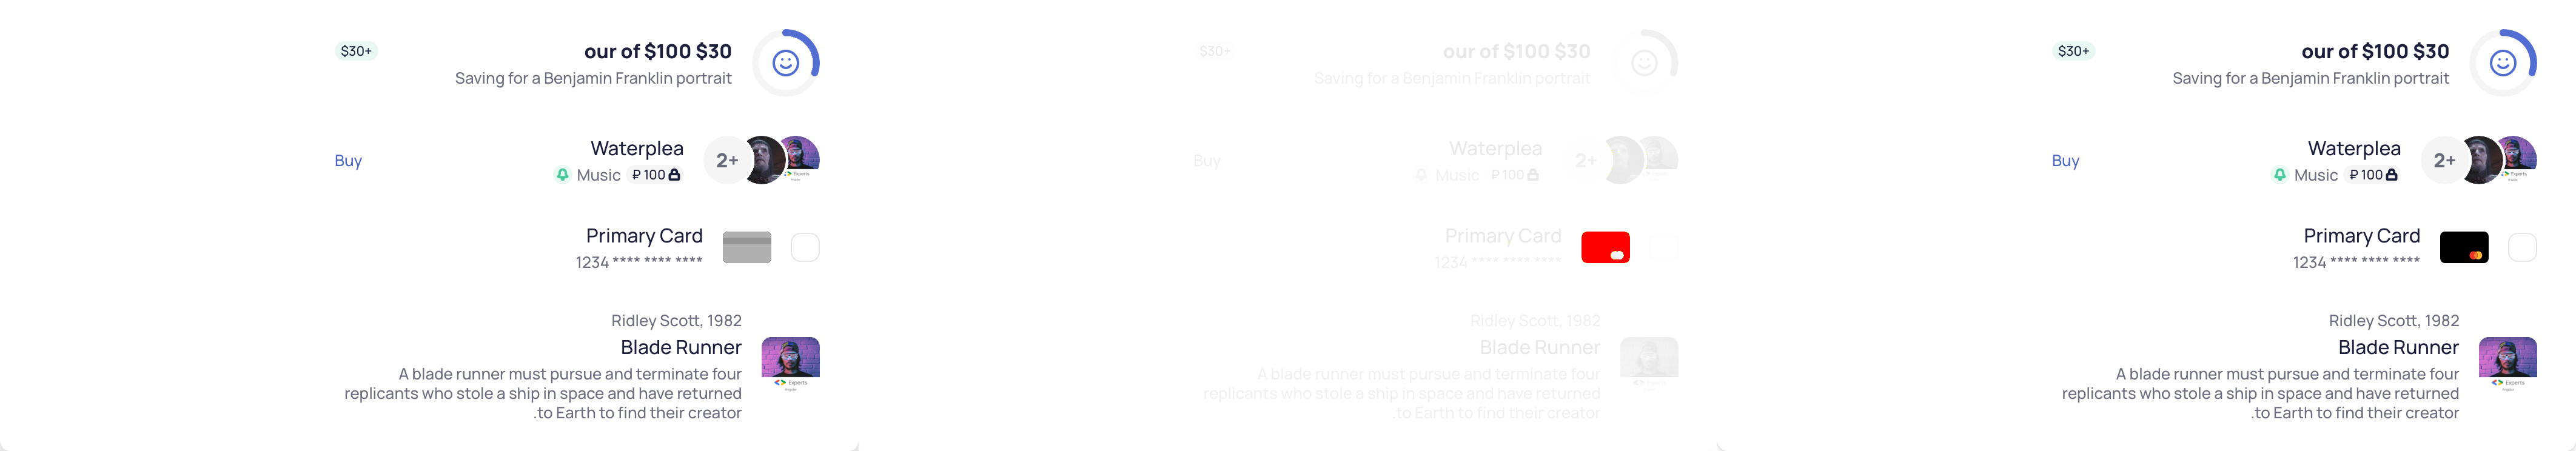 our of $100 $30
$30+
Saving for a Benjamin Franklin portrait
2+
Experts
Waterplea
Music ₽ 100
Buy
Primary Card
1234 **** **** ****
Ridley Scott, 1982
Blade Runner
A blade runner must pursue and terminate four
replicants who stole a ship in space and have returned
.to Earth to find their creator
Experts
Angular
our of $100 $30
$30+
Saving for a Benjamin Franklin portrait
2+
Waterplea
Music ₽ 100
Buy
Primary Card
1234 **** **** ****
Ridley Scott, 1982
Blade Runner
A blade runner must pursue and terminate four
replicants who stole a ship in space and have returned
.to Earth to find their creator
Experts
our of $100 $30
$30+
Saving for a Benjamin Franklin portrait
2+
Experts
Waterplea
Music ₽ 100
Buy
Primary Card
1234 **** **** ****
Ridley Scott, 1982
Blade Runner
A blade runner must pursue and terminate four
replicants who stole a ship in space and have returned
.to Earth to find their creator
Experts
Angular